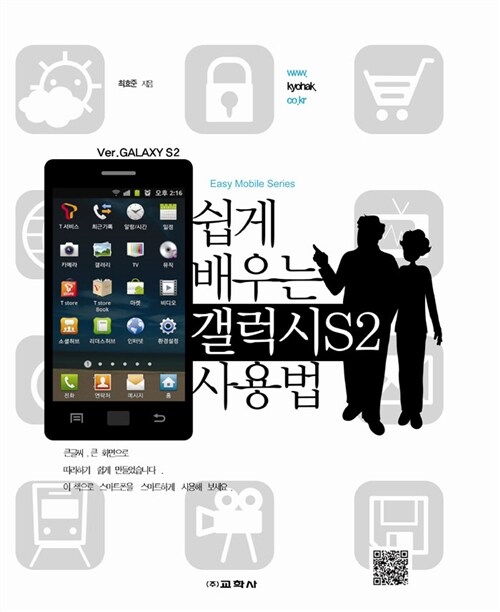 최효준 지음
www.
kyohak.
co.kr
Ver.GALAXY S2
Easy Mobile Series
쉽게
배우는
갤럭시S2
사용법
오후 2:16
T 서비스 최근기록 알람/시간 일정
카메라 갤러리 TV 뮤직
T store T store Book 마켓 비디오
소셜허브 리더스허브 인터넷 환경설정
1
전화 연락처 메시지 홈
큰글씨 , 큰 화면으로
따라하기 쉽게 만들었습니다 .
이 책으로 스마트폰을 스마트하게 사용해 보세요 .
(주) 교학사